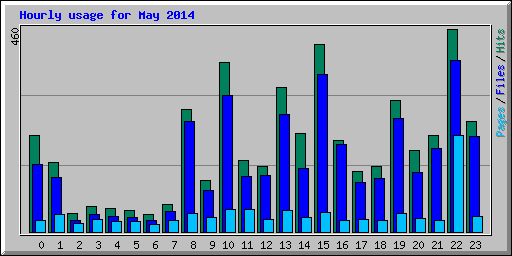 Hourly usage for May 2014
460
Pages/Files/Hits
0 1 2 3 4 5 6 7 8 9 10 11 12 13 14 15 16 17 18 19 20 21 22 23